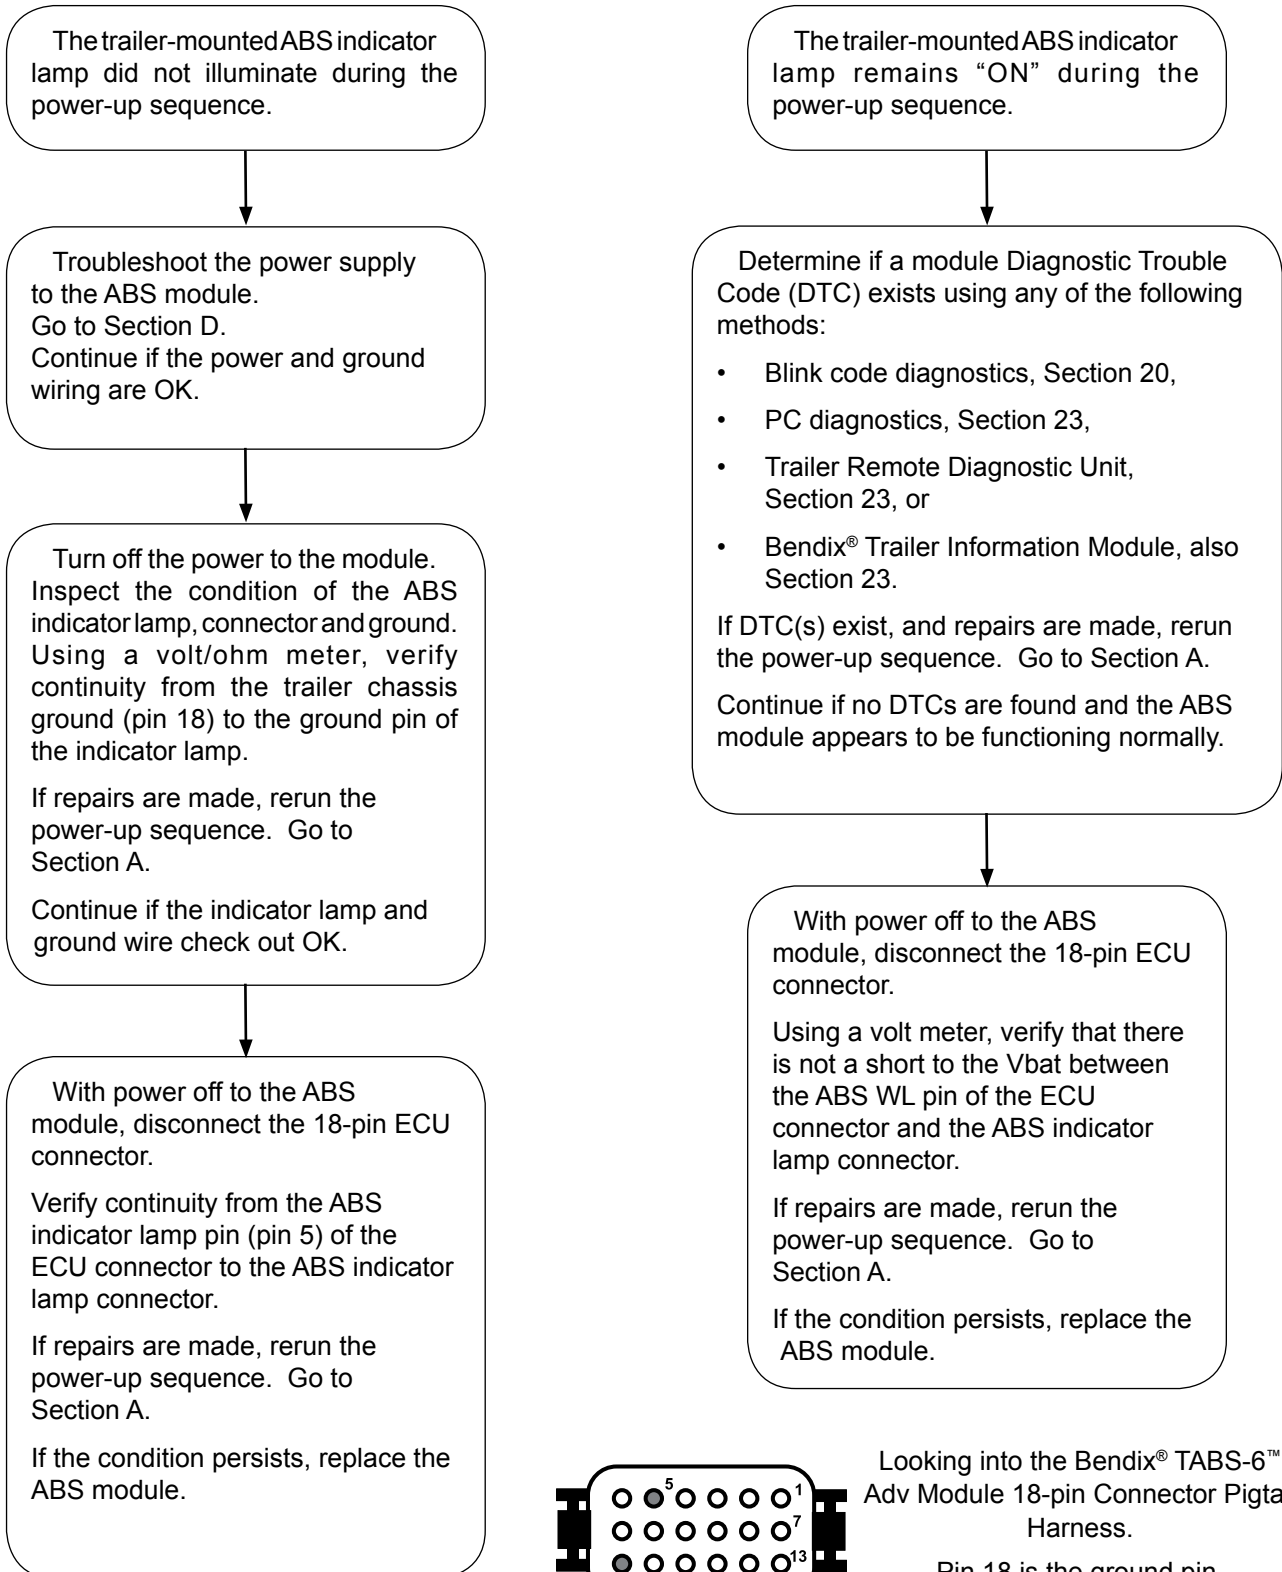 The trailer-mounted ABS indicator
lamp did not illuminate during the
power-up sequence.
Troubleshoot the power supply
to the ABS module.
Go to Section D.
Continue if the power and ground
wiring are OK.
Turn off the power to the module.
Inspect the condition of the ABS
indicator lamp, connector and ground.
Using a volt/ohm meter, verify
continuity from the trailer chassis
ground (pin 18) to the ground pin of
the indicator lamp.
If repairs are made, rerun the
power-up sequence. Go to
Section A.
Continue if the indicator lamp and
ground wire check out OK.
With power off to the ABS
module, disconnect the 18-pin ECU
connector.
Verify continuity from the ABS
indicator lamp pin (pin 5) of the
ECU connector to the ABS indicator
lamp connector.
If repairs are made, rerun the
power-up sequence. Go to
Section A.
If the condition persists, replace the
ABS module.
The trailer-mounted ABS indicator
lamp remains “ON” during the
power-up sequence.
Determine if a module Diagnostic Trouble
Code (DTC) exists using any of the following
methods:
• Blink code diagnostics, Section 20,
• PC diagnostics, Section 23,
• Trailer Remote Diagnostic Unit,
Section 23, or
• Bendix® Trailer Information Module, also
Section 23.
If DTC(s) exist, and repairs are made, rerun
the power-up sequence. Go to Section A.
Continue if no DTCs are found and the ABS
module appears to be functioning normally.
With power off to the ABS
module, disconnect the 18-pin ECU
connector.
Using a volt meter, verify that there
is not a short to the Vbat between
the ABS WL pin of the ECU
connector and the ABS indicator
lamp connector.
If repairs are made, rerun the
power-up sequence. Go to
Section A.
If the condition persists, replace the
ABS module.
5 1
7
13
Looking into the Bendix® TABS-6™
Adv Module 18-pin Connector Pigta
Harness.
Pin 18 is the ground pin